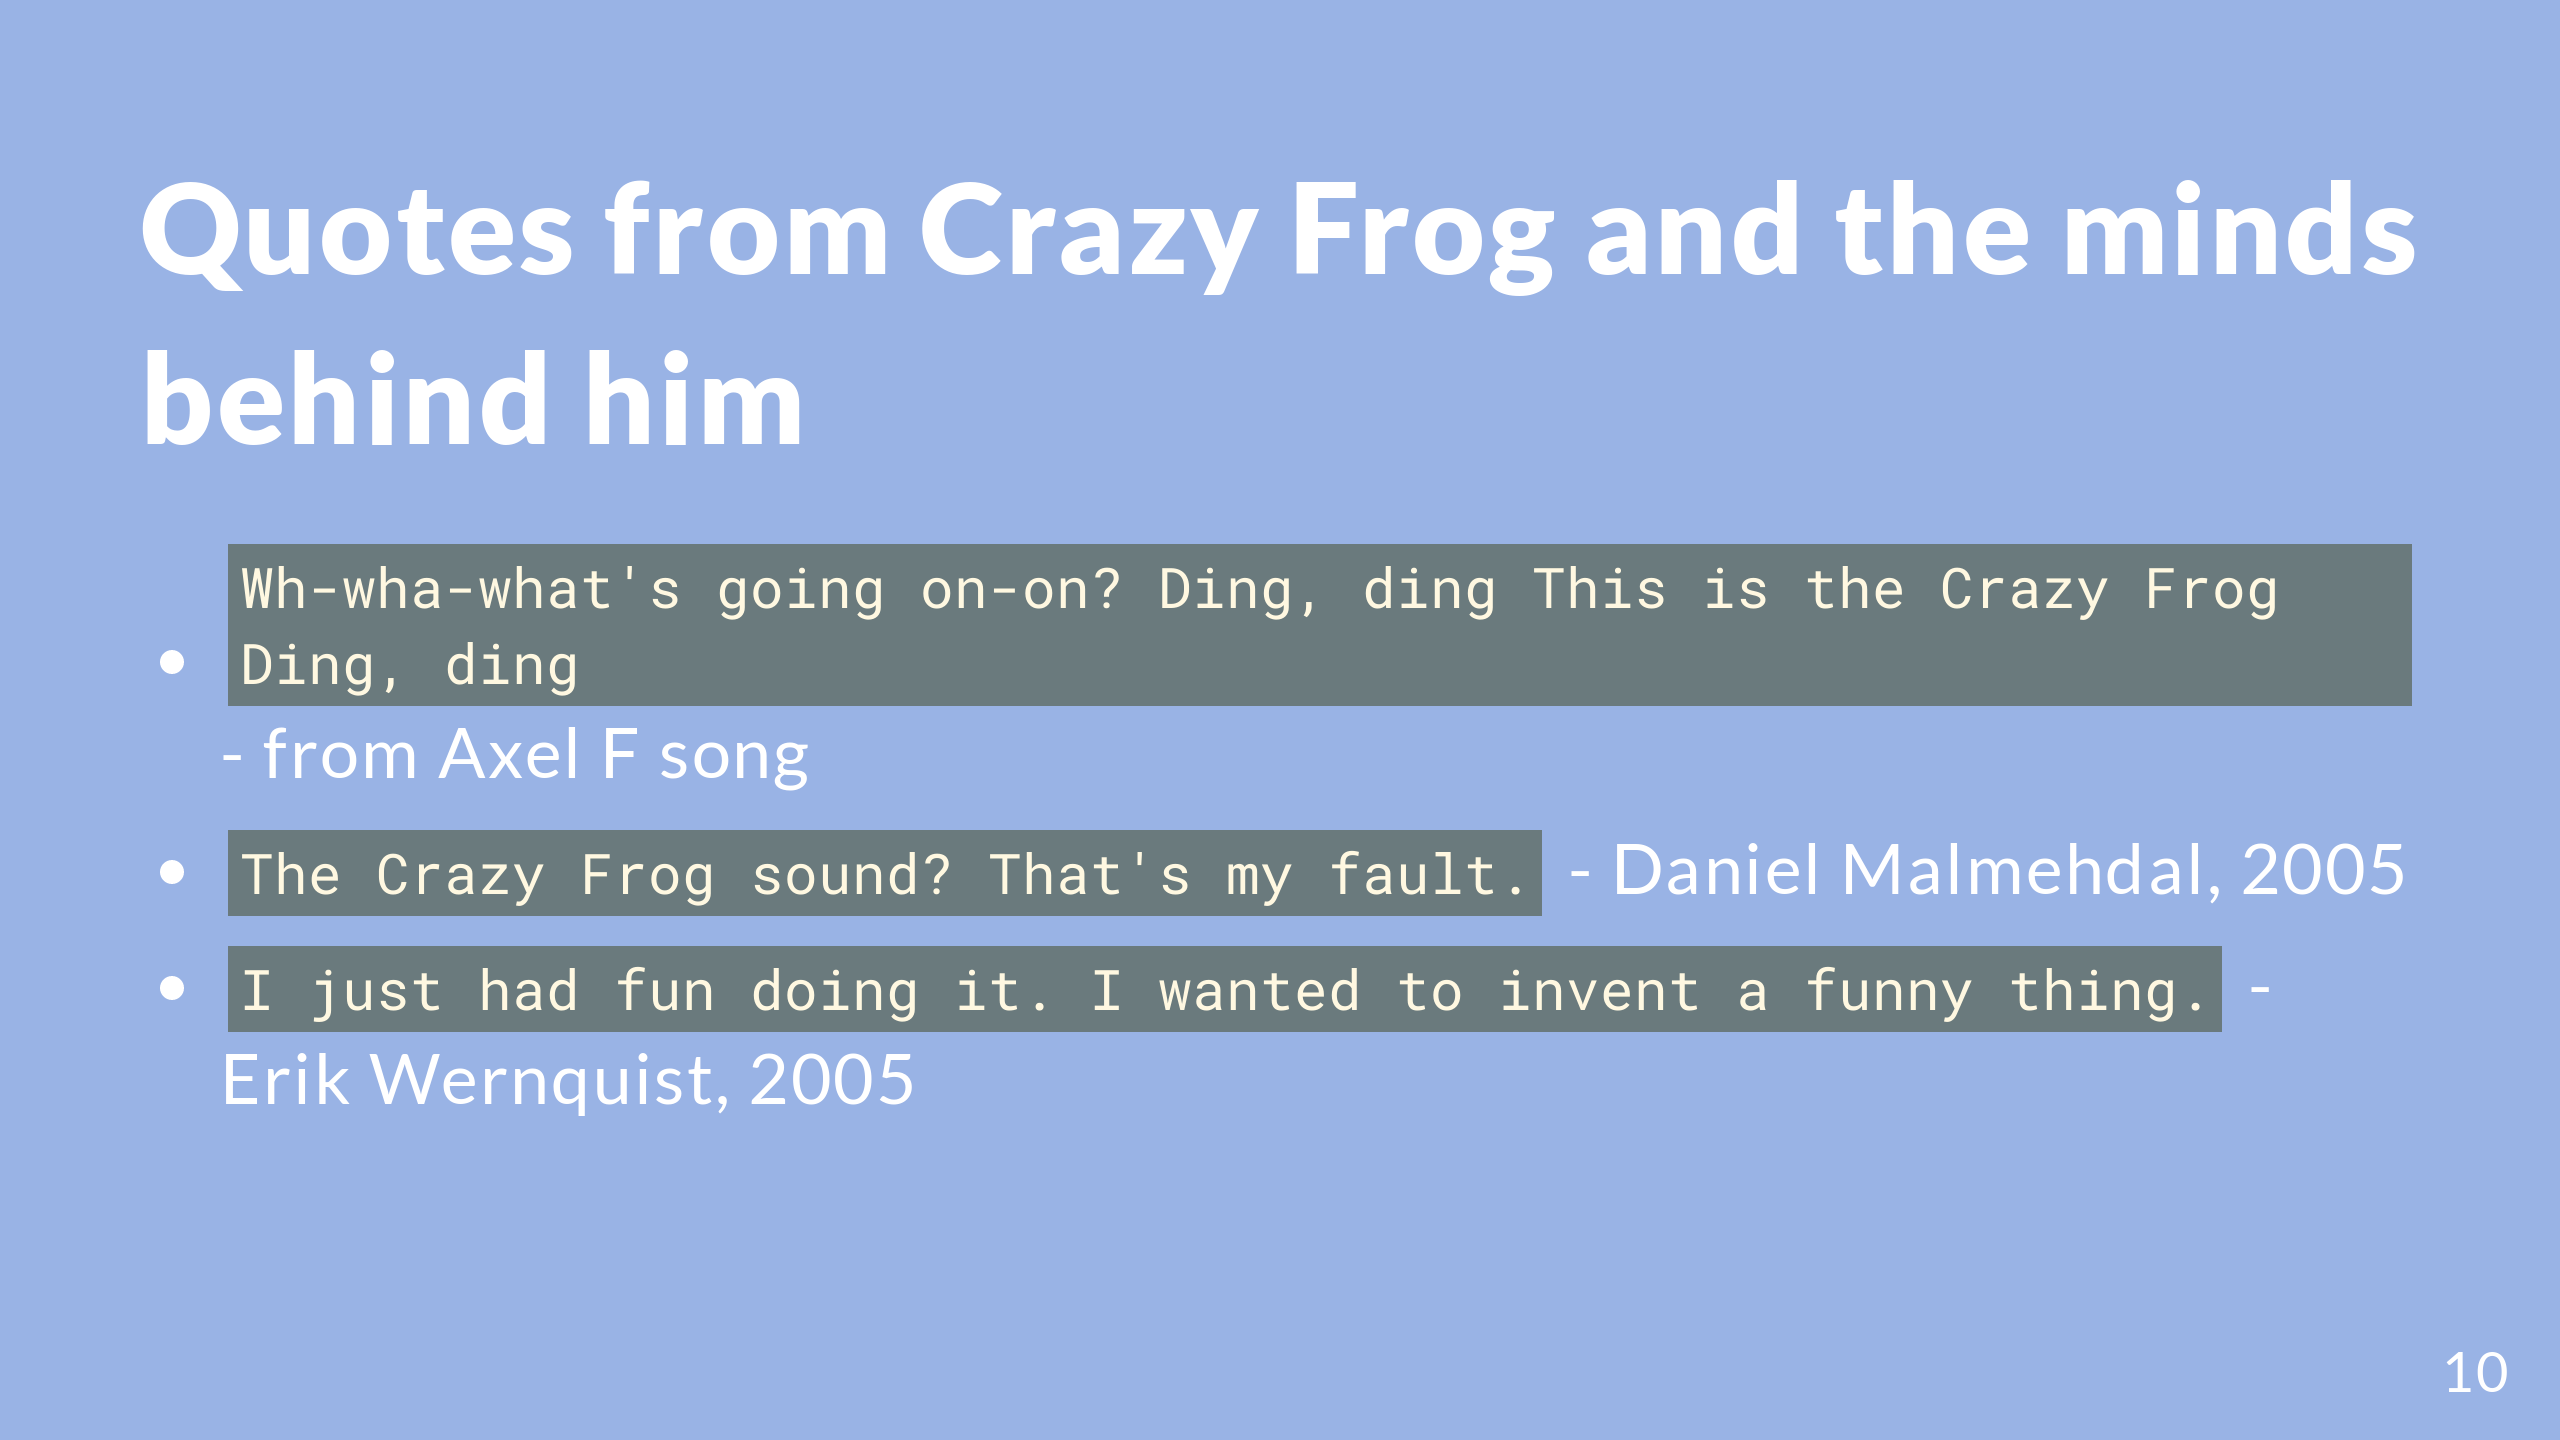 Quotes from Crazy Frog and the minds
behind him
Wh-wha-what's going on-on? Ding, ding This is the Crazy Frog
Ding, ding
- from Axel F song
The Crazy Frog sound? That's my fault. - Daniel Malmehdal, 2005
I just had fun doing it. I wanted to invent a funny thing. -
Erik Wernquist, 2005
10